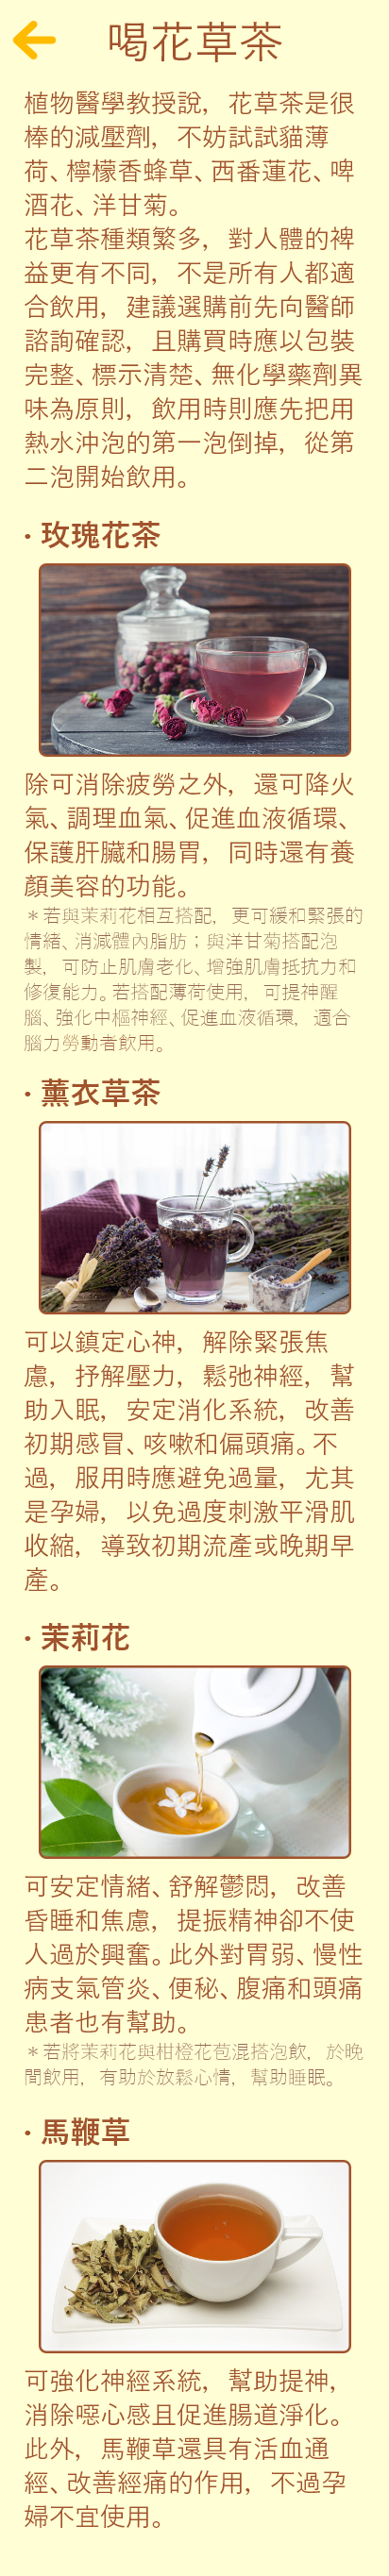 喝花草茶
植物醫學教授說，花草茶是很
棒的減壓劑，不妨試試貓薄
荷、檸檬香蜂草、西番蓮花、啤
酒花、洋甘菊。
花草茶種類繁多，對人體的裨
益更有不同，不是所有人都適
合飲用，建議選購前先向醫師
諮詢確認，且購買時應以包裝
完整、標示清楚、無化學藥劑異
味為原則，飲用時則應先把用
熱水沖泡的第一泡倒掉，從第
二泡開始飲用。
· 玫瑰花茶
除可消除疲勞之外，還可降火
氣、調理血氣、促進血液循環、
保護肝臟和腸胃，同時還有養
顏美容的功能。
＊若與茉莉花相互搭配，更可緩和緊張的
情緒、消減體內脂肪；與洋甘菊搭配泡
製，可防止肌膚老化、增強肌膚抵抗力和
修復能力。若搭配薄荷使用，可提神醒
腦、強化中樞神經、促進血液循環，適合
腦力勞動者飲用。
· 薰衣草茶
可以鎮定心神，解除緊張焦
慮，抒解壓力，鬆弛神經，幫
助入眠，安定消化系統，改善
初期感冒、咳嗽和偏頭痛。不
過，服用時應避免過量，尤其
是孕婦，以免過度刺激平滑肌
收縮，導致初期流產或晚期早
產。
· 茉莉花
可安定情緒、舒解鬱悶，改善
昏睡和焦慮，提振精神卻不使
人過於興奮。此外對胃弱、慢性
病支氣管炎、便秘、腹痛和頭痛
患者也有幫助。
＊若將茉莉花與柑橙花苞混搭泡飲，於晚
間飲用，有助於放鬆心情，幫助睡眠。
· 馬鞭草
可強化神經系統，幫助提神，
消除噁心感且促進腸道淨化。
此外，馬鞭草還具有活血通
經、改善經痛的作用，不過孕
婦不宜使用。